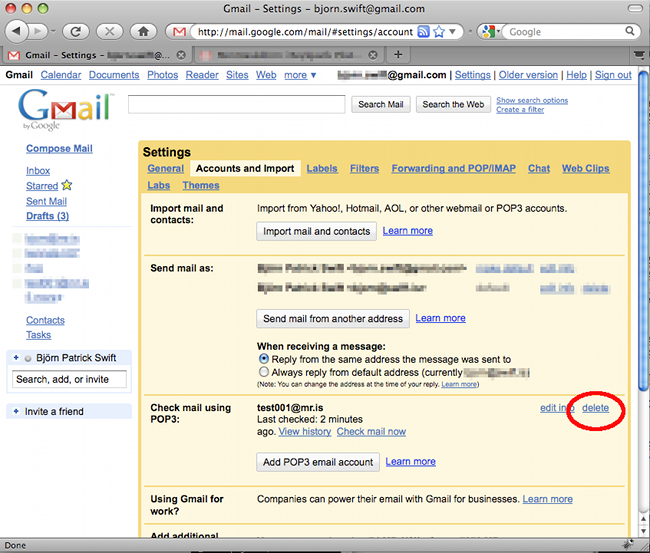 Gmail – Settings – bjorn.swift@gmail.com
http://mail.google.com/mail/#settings/account
Google
Gmail – Settings –
Gmail Calendar Documents Photos Reader Sites Web more ▼
@gmail.com | Settings | Older version | Help | Sign out
Gmail
by Google
Search Mail
Search the Web
Show search options
Create a filter
Compose Mail
Inbox
Starred
Sent Mail
Drafts (3)
Contacts
Tasks
Björn Patrick Swift
Search, add, or invite
Invite a friend
Settings
General Accounts and Import Labels Filters Forwarding and POP/IMAP Chat Web Clips
Labs Themes
Import mail and
contacts:
Import from Yahoo!, Hotmail, AOL, or other webmail or POP3 accounts.
Import mail and contacts Learn more
Send mail as:
Send mail from another address Learn more
When receiving a message:
Reply from the same address the message was sent to
Always reply from default address (currently
(Note: You can change the address at time of your reply. Learn more)
Check mail using
POP3:
test001@mr.is
edit info delete
Last checked: 2 minutes
ago. View history Check mail now
Add POP3 email account Learn more
Using Gmail for
work?
Companies can power their email with Gmail for businesses. Learn more
Add additional
Done